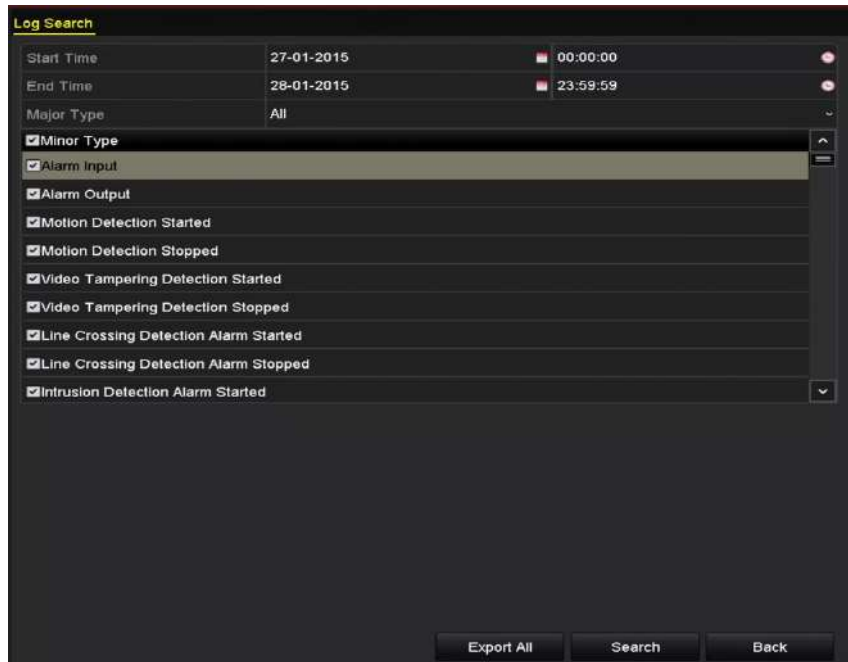 Log Search
Start Time 27-01-2015 00:00:00
End Time 28-01-2015 23:59:59
Major Type All
Minor Type
Alarm Input
Alarm Output
Motion Detection Started
Motion Detection Stopped
Video Tampering Detection Started
Video Tampering Detection Stopped
Line Crossing Detection Alarm Started
Line Crossing Detection Alarm Stopped
Intrusion Detection Alarm Started
Export All Search Back